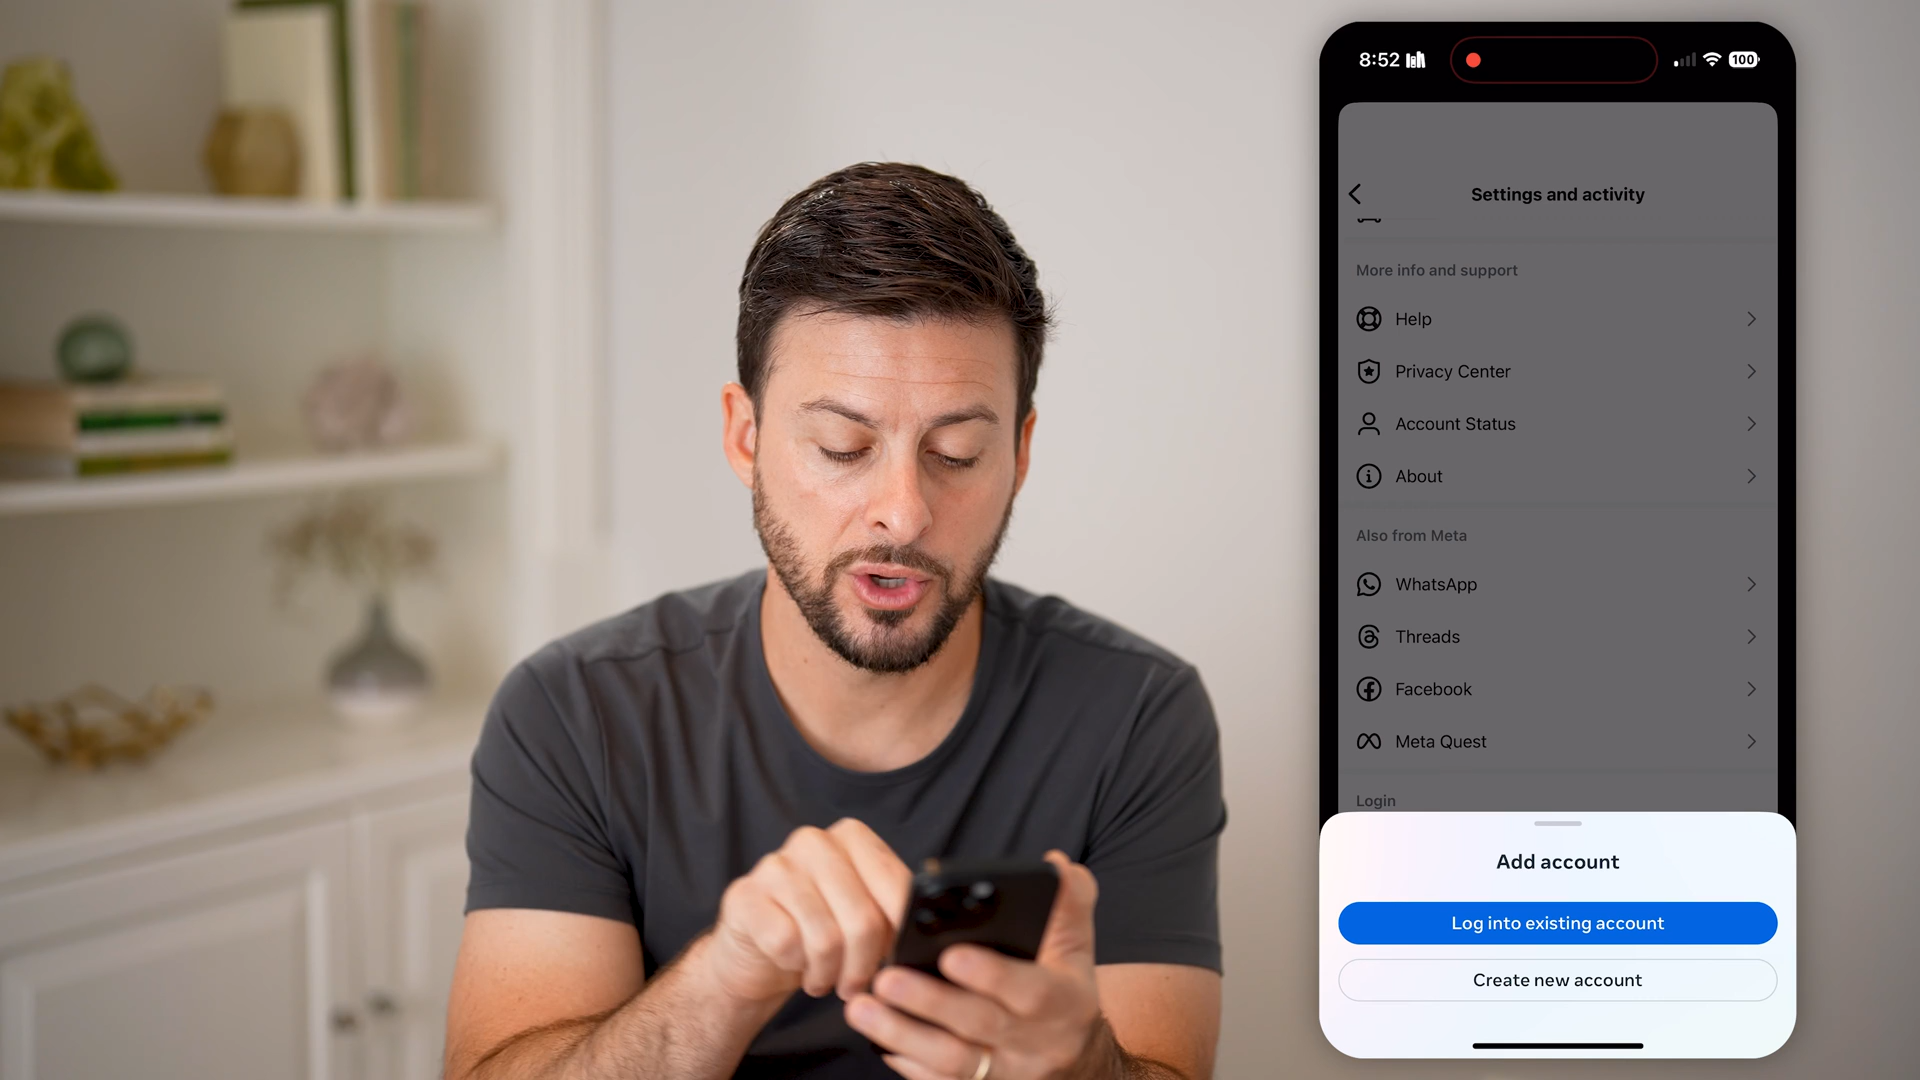 8:52
100
Settings and activity
More info and support
Help
Privacy Center
Account Status
About
Also from Meta
WhatsApp
Threads
Facebook
Meta Quest
Login
Add account
Log into existing account
Create new account